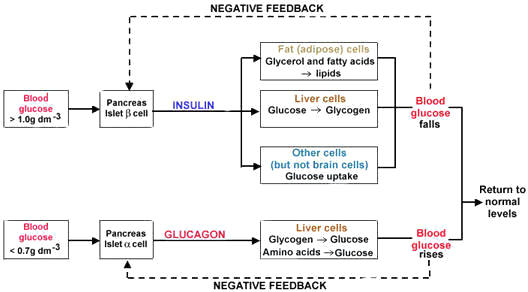 NEGATIVE FEEDBACK
Fat (adipose) cells
Glycerol and fatty acids
→ lipids
Blood
glucose
> 1.0g dm⁻³
Pancreas
Islet β cell
INSULIN
Liver cells
Glucose → Glycogen
Blood
glucose
falls
Other cells
(but not brain cells)
Glucose uptake
Return to
normal
levels
Blood
glucose
< 0.7g dm⁻³
Pancreas
Islet α cell
GLUCAGON
Liver cells
Glycogen → Glucose
Amino acids → Glucose
Blood
glucose
rises
NEGATIVE FEEDBACK